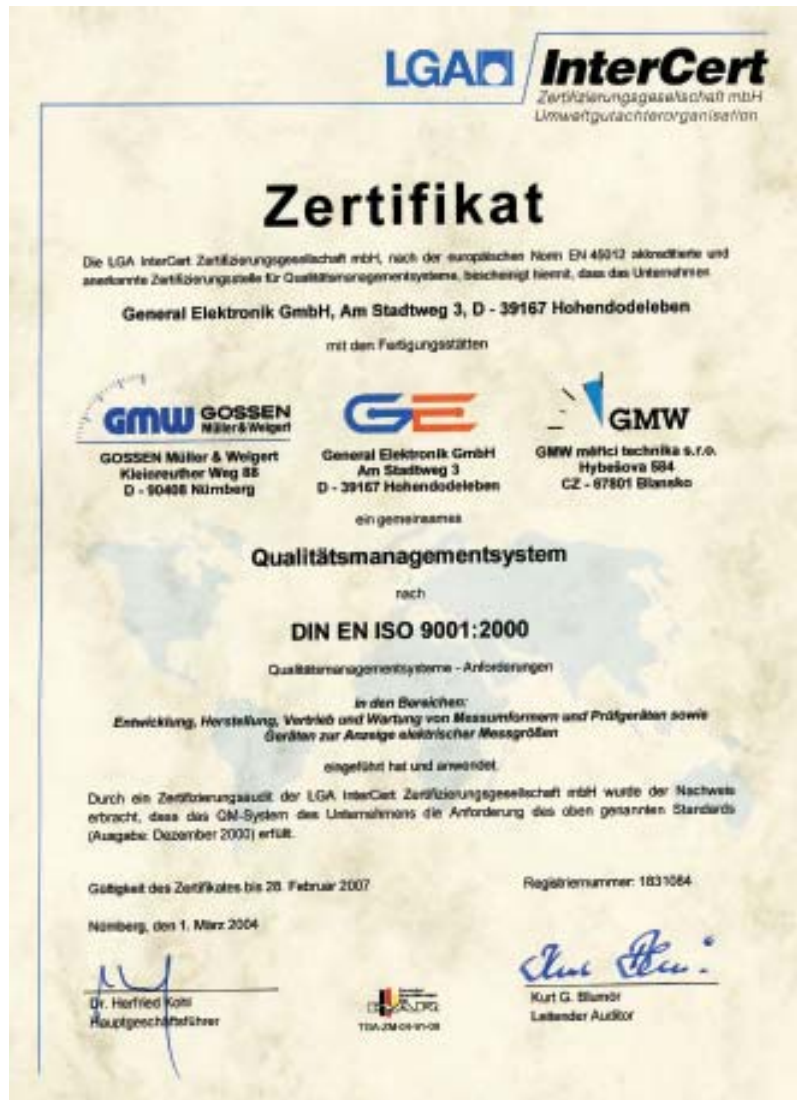 LGA InterCert
Zertifizierungsgesellschaft mbH
Umweltgutachterorganisation
Zertifikat
Die LGA InterCert Zertifizierungsgesellschaft mbH, nach der europäischen Norm EN 45012 akkreditierte und
anerkannte Zertifizierungsstelle für Qualitätsmanagementsysteme, bescheinigt hiermit, dass das Unternehmen
General Elektronik GmbH, Am Stadtweg 3, D - 39167 Hohendodeleben
mit den Fertigungsstätten
GMW GOSSEN
Müller & Weigert
GE
GMW
GOSSEN Müller & Weigert
Kleinreuther Weg 88
D - 90408 Nürnberg
General Elektronik GmbH
Am Stadtweg 3
D - 39167 Hohendodeleben
GMW měřicí technika s.r.o.
Hybešova 584
CZ - 67801 Blansko
ein gemeinsames
Qualitätsmanagementsystem
nach
DIN EN ISO 9001:2000
Qualitätsmanagementsysteme - Anforderungen
in den Bereichen:
Entwicklung, Herstellung, Vertrieb und Wartung von Messumformern und Prüfgeräten sowie
Geräten zur Anzeige elektrischer Messgrößen
eingeführt hat und anwendet.
Durch ein Zertifizierungsaudit der LGA InterCert Zertifizierungsgesellschaft mbH wurde der Nachweis
erbracht, dass das QM-System des Unternehmens die Anforderung des oben genannten Standards
(Ausgabe: Dezember 2000) erfüllt.
Gültigkeit des Zertifikates bis 28. Februar 2007
Registriernummer: 1831084
Nürnberg, den 1. März 2004
Dr. Herfried Kohl
Hauptgeschäftsführer
Kurt G. Blumör
Leitender Auditor